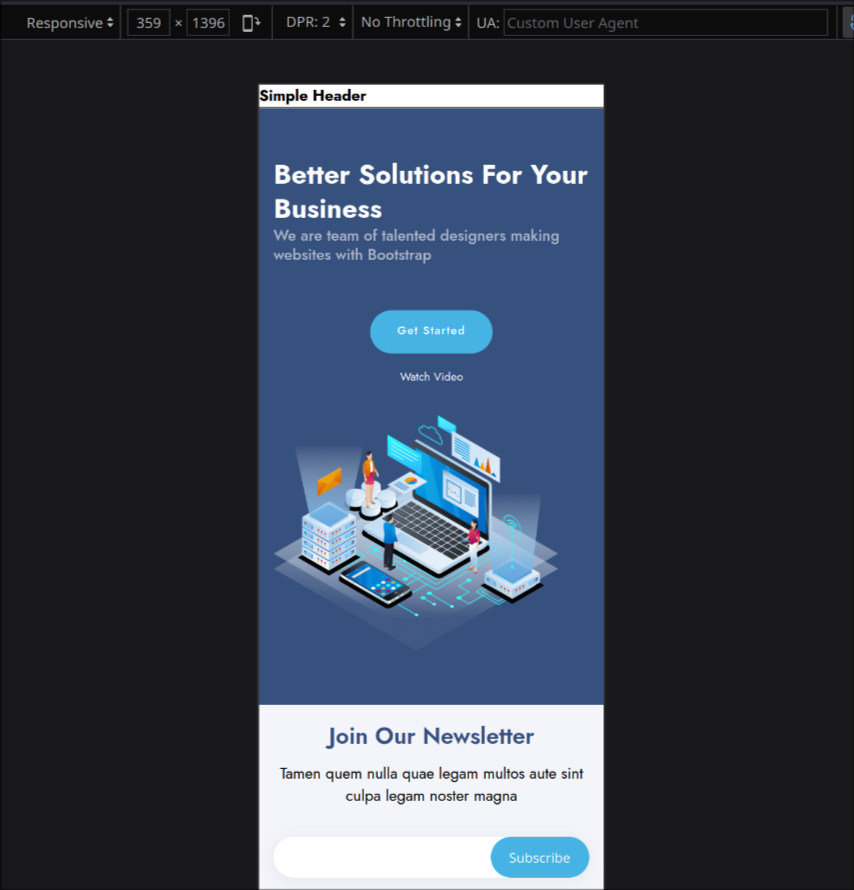 Responsive 359 × 1396 DPR: 2 No Throttling UA: Custom User Agent
Simple Header
Better Solutions For Your
Business
We are team of talented designers making
websites with Bootstrap
Get Started
Watch Video
Join Our Newsletter
Tamen quem nulla quae legam multos aute sint
culpa legam noster magna
Subscribe